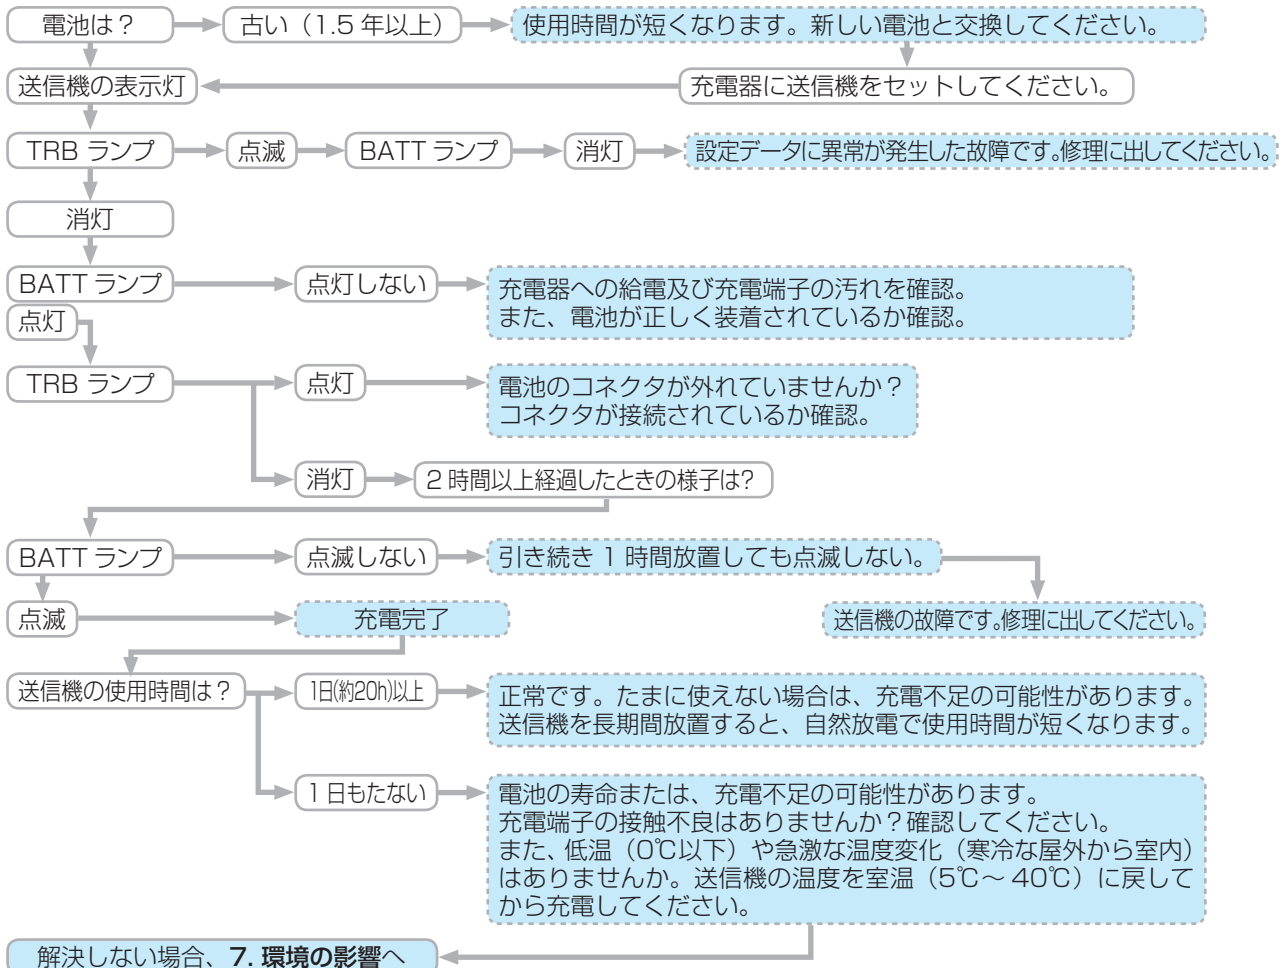 電池は？
古い（1.5 年以上）
使用時間が短くなります。新しい電池と交換してください。
送信機の表示灯
充電器に送信機をセットしてください。
TRB ランプ
点滅
BATT ランプ
消灯
設定データに異常が発生した故障です。修理に出してください。
消灯
BATT ランプ
点灯しない
充電器への給電及び充電端子の汚れを確認。
また、電池が正しく装着されているか確認。
点灯
TRB ランプ
点灯
電池のコネクタが外れていませんか？
コネクタが接続されているか確認。
消灯
2 時間以上経過したときの様子は?
BATT ランプ
点滅しない
引き続き 1 時間放置しても点滅しない。
点滅
充電完了
送信機の故障です。修理に出してください。
送信機の使用時間は？
1日(約20h)以上
正常です。たまに使えない場合は、充電不足の可能性があります。
送信機を長期間放置すると、自然放電で使用時間が短くなります。
1 日もたない
電池の寿命または、充電不足の可能性があります。
充電端子の接触不良はありませんか？確認してください。
また、低温（0℃以下）や急激な温度変化（寒冷な屋外から室内）
はありませんか。送信機の温度を室温（5℃～ 40℃）に戻して
から充電してください。
解決しない場合、7. 環境の影響へ